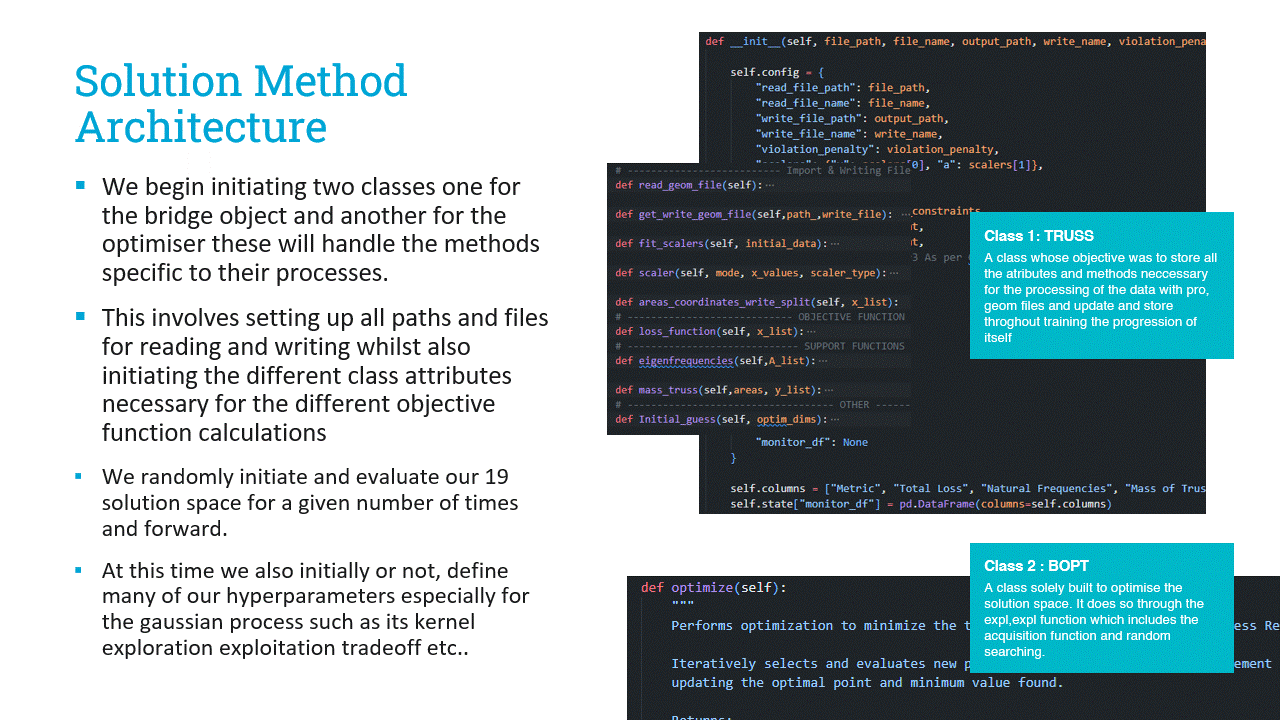 Solution Method
Architecture
▪ We begin initiating two classes one for
the bridge object and another for the
optimiser these will handle the methods
specific to their processes.
▪ This involves setting up all paths and files
for reading and writing whilst also
initiating the different class attributes
necessary for the different objective
function calculations
▪ We randomly initiate and evaluate our 19
solution space for a given number of times
and forward.
▪ At this time we also initially or not, define
many of our hyperparameters especially for
the gaussian process such as its kernel
exploration exploitation tradeoff etc..
def __init__(self, file_path, file_name, output_path, write_name, violation_pena
self.config = {
"read_file_path": file_path,
"read_file_name": file_name,
"write_file_path": output_path,
"write_file_name": write_name,
"violation_penalty": violation_penalty,
[0], "a": scalers[1]},
# ------------------------- Import & Writing File
def read_geom_file(self):···
def get_write_geom_file(self,path_,write_file): ···
def fit_scalers(self, initial_data):···
def scaler(self, mode, x_values, scaler_type):···
def areas_coordinates_write_split(self, x_list):
# --------------------------- OBJECTIVE FUNCTION
def loss_function(self, x_list):···
# ---------------------------- SUPPORT FUNCTIONS
def eigenfrequencies(self,A_list):···
def mass_truss(self,areas, y_list):···
# --------------------------------- OTHER ------
def Initial_guess(self, optim_dims):···
constraints
t,
t,
3 As per
Class 1: TRUSS
A class whose objective was to store all
the atributes and methods neccessary
for the processing of the data with pro,
geom files and update and store
throghout training the progression of
itself
"monitor_df": None
}
self.columns = ["Metric", "Total Loss", "Natural Frequencies", "Mass of Trus
self.state["monitor_df"] = pd.DataFrame(columns=self.columns)
Class 2 : BOPT
A class solely built to optimise the
solution space. It does so through the
expl,expl function which includes the
acquisition function and random
searching.
def optimize(self):
"""
Performs optimization to minimize the t ess Re
Iteratively selects and evaluates new p ement
updating the optimal point and minimum value found.
Returns: